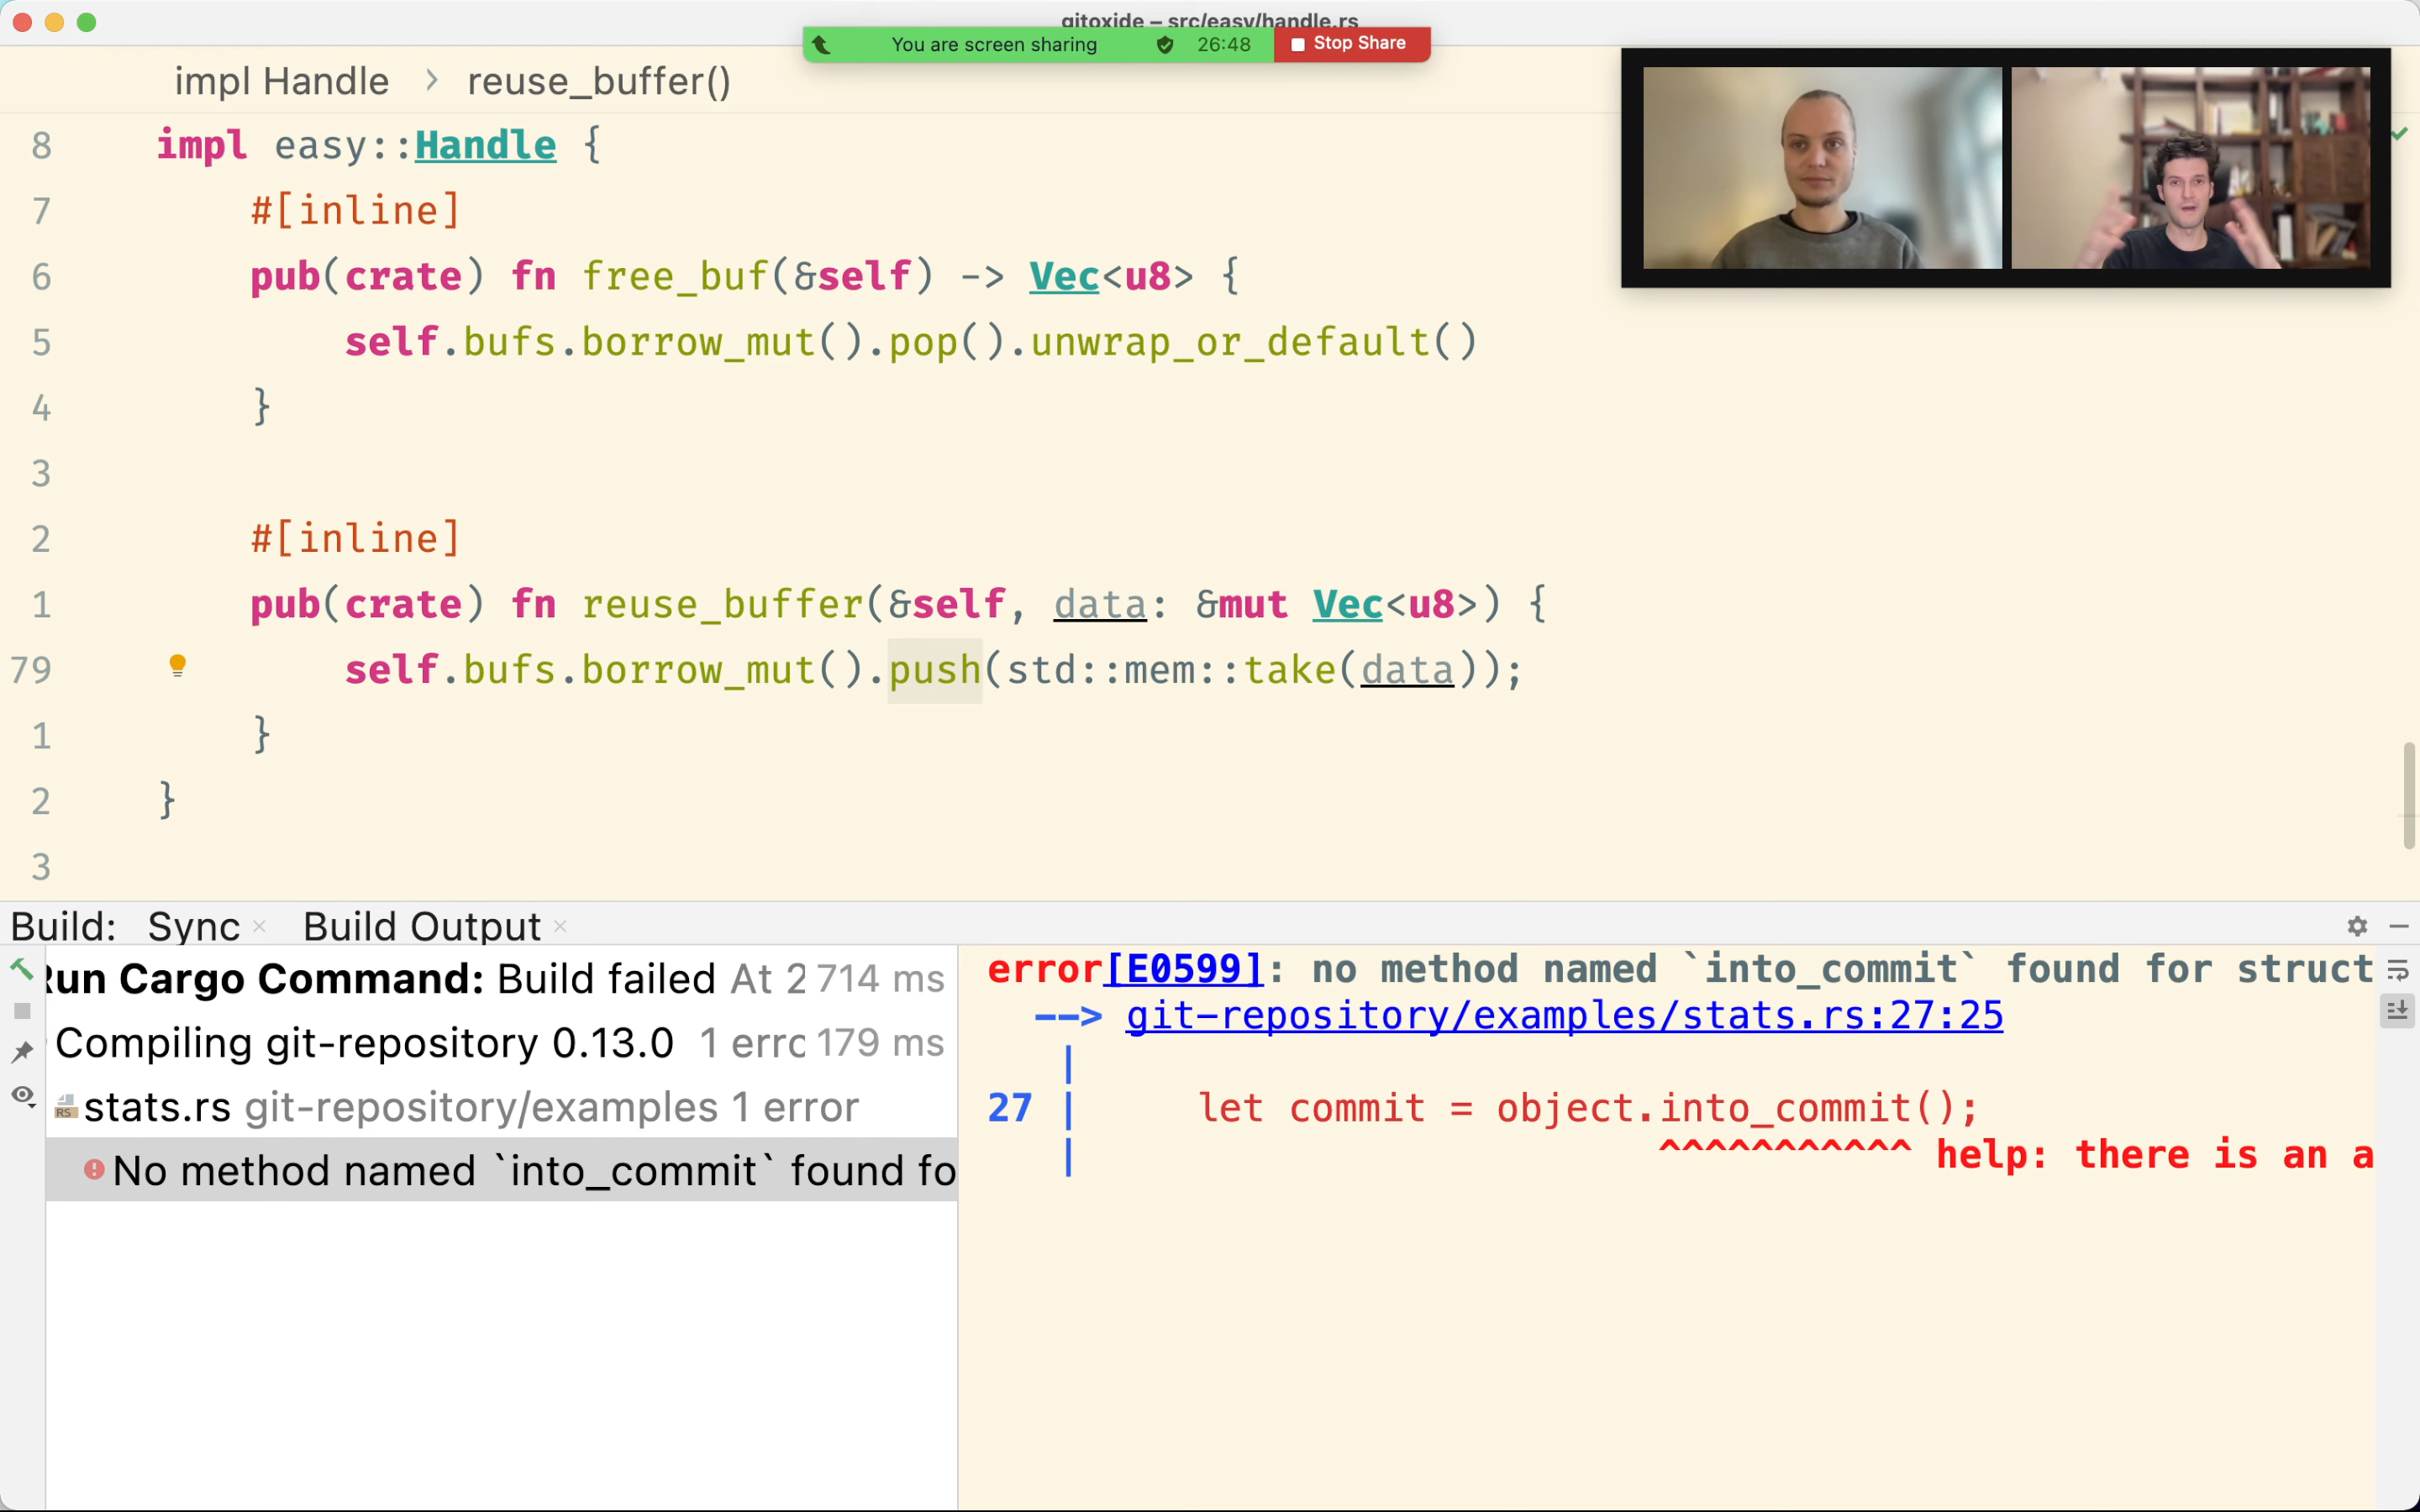 gitoxide – src/easy/handle.rs
You are screen sharing 26:48 Stop Share
impl Handle › reuse_buffer()
8 impl easy::Handle {
7 #[inline]
6 pub(crate) fn free_buf(&self) -> Vec<u8> {
5 self.bufs.borrow_mut().pop().unwrap_or_default()
4 }
3
2 #[inline]
1 pub(crate) fn reuse_buffer(&self, data: &mut Vec<u8>) {
79 self.bufs.borrow_mut().push(std::mem::take(data));
1 }
2 }
3
Build: Sync × Build Output ×
Run Cargo Command: Build failed At 2 714 ms
Compiling git-repository 0.13.0 1 erro 179 ms
RS stats.rs git-repository/examples 1 error
No method named `into_commit` found fo
error[E0599]: no method named `into_commit` found for struct
--> git-repository/examples/stats.rs:27:25
|
27 | let commit = object.into_commit();
| ^^^^^^^^^^^ help: there is an a